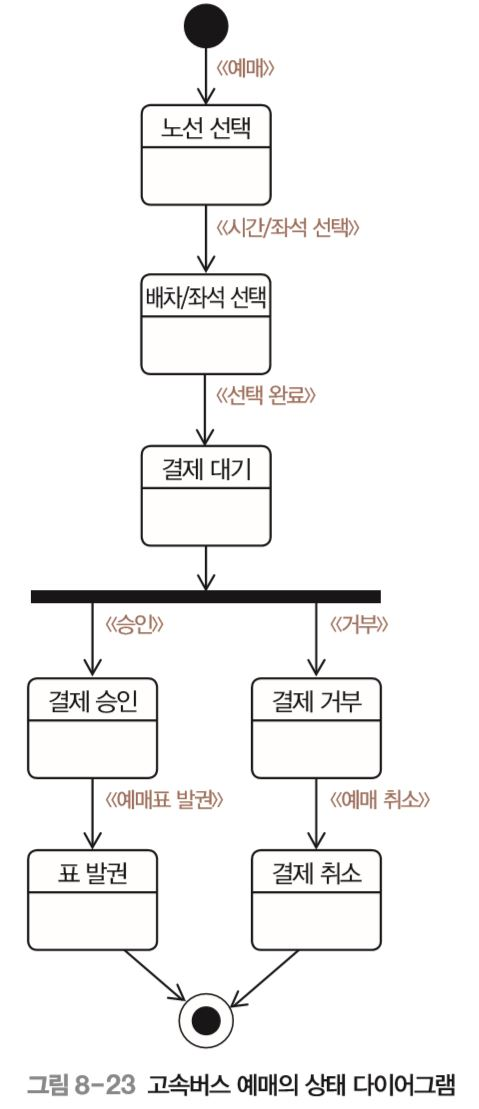 《예매》
노선 선택
《시간/좌석 선택》
배차/좌석 선택
《선택 완료》
결제 대기
《승인》
《거부》
결제 승인
결제 거부
《예매표 발권》
《예매 취소》
표 발권
결제 취소
그림 8-23 고속버스 예매의 상태 다이어그램